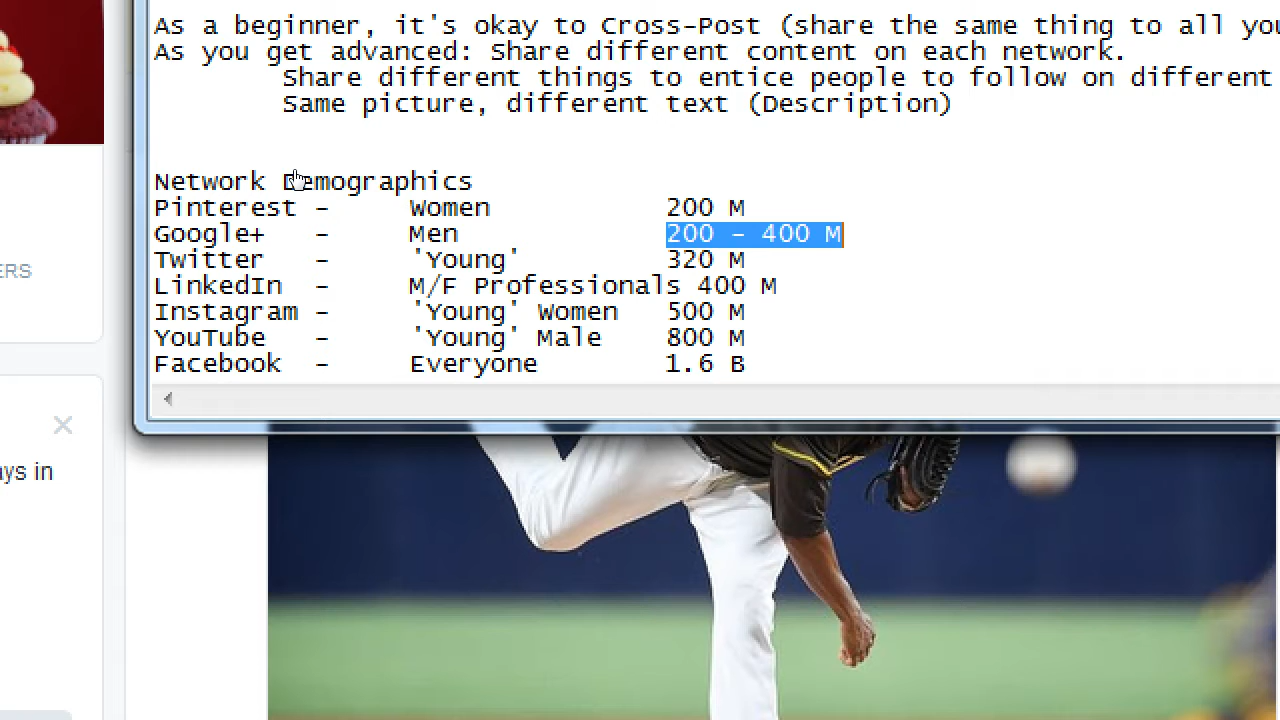 As a beginner, it's okay to Cross-Post (share the same thing to all
As you get advanced: Share different content on each network.
Share different things to entice people to follow on different
Same picture, different text (Description)
Network Demographics
Pinterest - Women 200 M
Google+ - Men 200 - 400 M
Twitter - 'Young' 320 M
LinkedIn - M/F Professionals 400 M
Instagram - 'Young' Women 500 M
YouTube - 'Young' Male 800 M
Facebook - Everyone 1.6 B
ERS
ays in